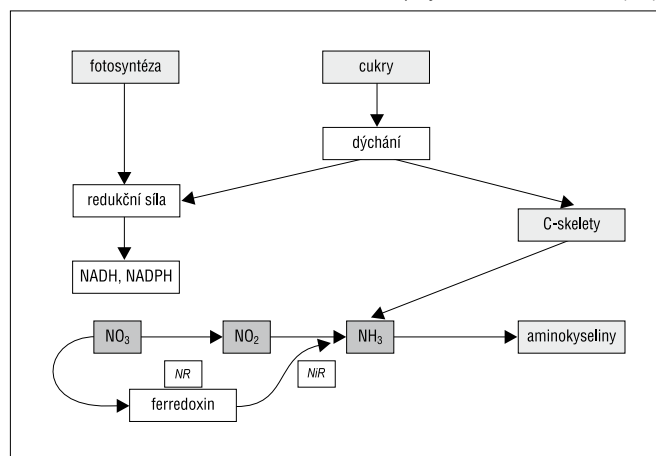 fotosyntéza
cukry
dýchání
redukční síla
C-skelety
NADH, NADPH
NO3
NO2
NH3
aminokyseliny
NR
NiR
ferredoxin